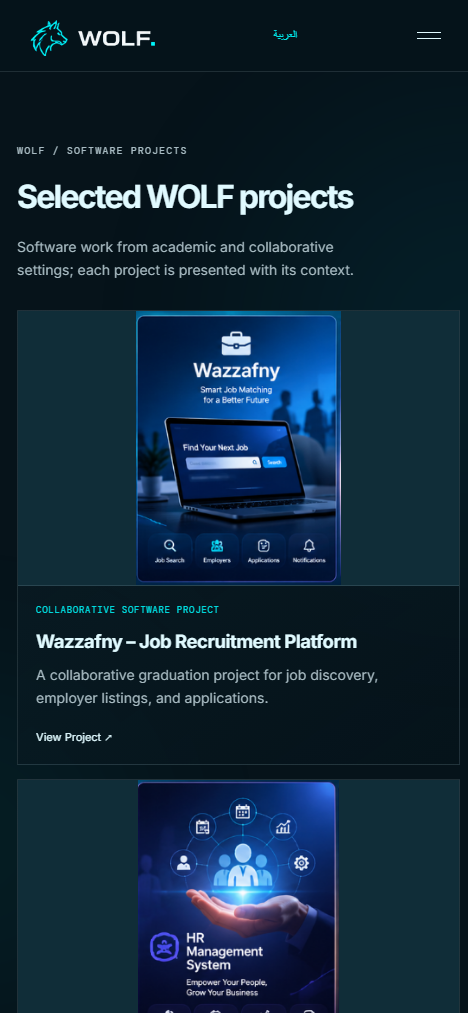 WOLF.
العربية
WOLF / SOFTWARE PROJECTS
Selected WOLF projects
Software work from academic and collaborative
settings; each project is presented with its context.
Wazzafny
Smart Job Matching
for a Better Future
Find Your Next Job
Search
Job Search
Employers
Applications
Notifications
COLLABORATIVE SOFTWARE PROJECT
Wazzafny – Job Recruitment Platform
A collaborative graduation project for job discovery,
employer listings, and applications.
View Project ↗
HR
Management
System
Empower Your People,
Grow Your Business